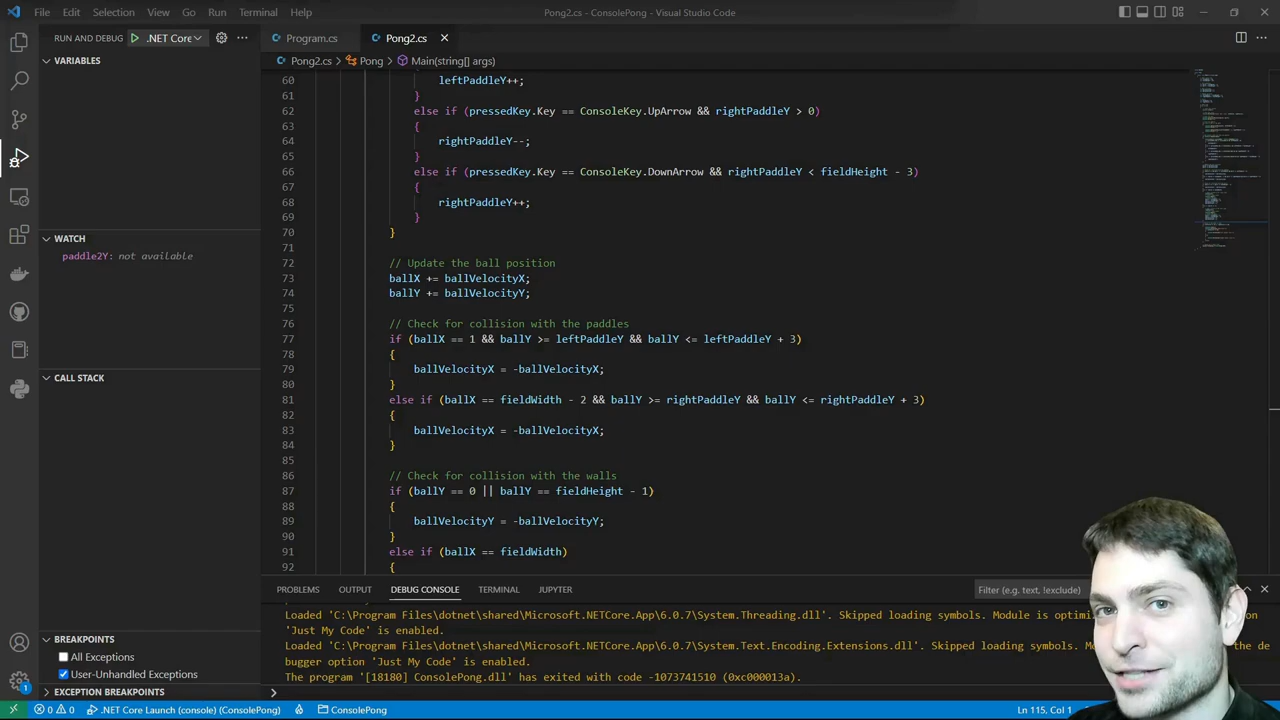 File Edit Selection View Go Run Terminal Help
Pong2.cs - ConsolePong - Visual Studio Code
RUN AND DEBUG .NET Core
VARIABLES
WATCH
paddle2Y: not available
CALL STACK
BREAKPOINTS
All Exceptions
User-Unhandled Exceptions
EXCEPTION BREAKPOINTS
1
Program.cs Pong2.cs
Pong2.cs > Pong > Main(string[] args)
60 leftPaddleY++;
61 }
62 else if (pressedKey.Key == ConsoleKey.UpArrow && rightPaddleY > 0)
63 {
64 rightPaddleY--;
65 }
66 else if (pressedKey.Key == ConsoleKey.DownArrow && rightPaddleY < fieldHeight - 3)
67 {
68 rightPaddleY++;
69 }
70 }
71
72 // Update the ball position
73 ballX += ballVelocityX;
74 ballY += ballVelocityY;
75
76 // Check for collision with the paddles
77 if (ballX == 1 && ballY >= leftPaddleY && ballY <= leftPaddleY + 3)
78 {
79 ballVelocityX = -ballVelocityX;
80 }
81 else if (ballX == fieldWidth - 2 && ballY >= rightPaddleY && ballY <= rightPaddleY + 3)
82 {
83 ballVelocityX = -ballVelocityX;
84 }
85
86 // Check for collision with the walls
87 if (ballY == 0 || ballY == fieldHeight - 1)
88 {
89 ballVelocityY = -ballVelocityY;
90 }
91 else if (ballX == fieldWidth)
92 {
PROBLEMS OUTPUT DEBUG CONSOLE TERMINAL JUPYTER
Filter (e.g. text, !exclude)
Loaded 'C:\Program Files\dotnet\shared\Microsoft.NETCore.App\6.0.7\System.Threading.dll'. Skipped loading symbols. Module is optimi on
'Just My Code' is enabled.
Loaded 'C:\Program Files\dotnet\shared\Microsoft.NETCore.App\6.0.7\System.Text.Encoding.Extensions.dll'. Skipped loading symbols. the de
bugger option 'Just My Code' is enabled.
The program '[18180] ConsolePong.dll' has exited with code -1073741510 (0xc000013a).
0 0 .NET Core Launch (console) (ConsolePong) ConsolePong
Ln 115, Col 1